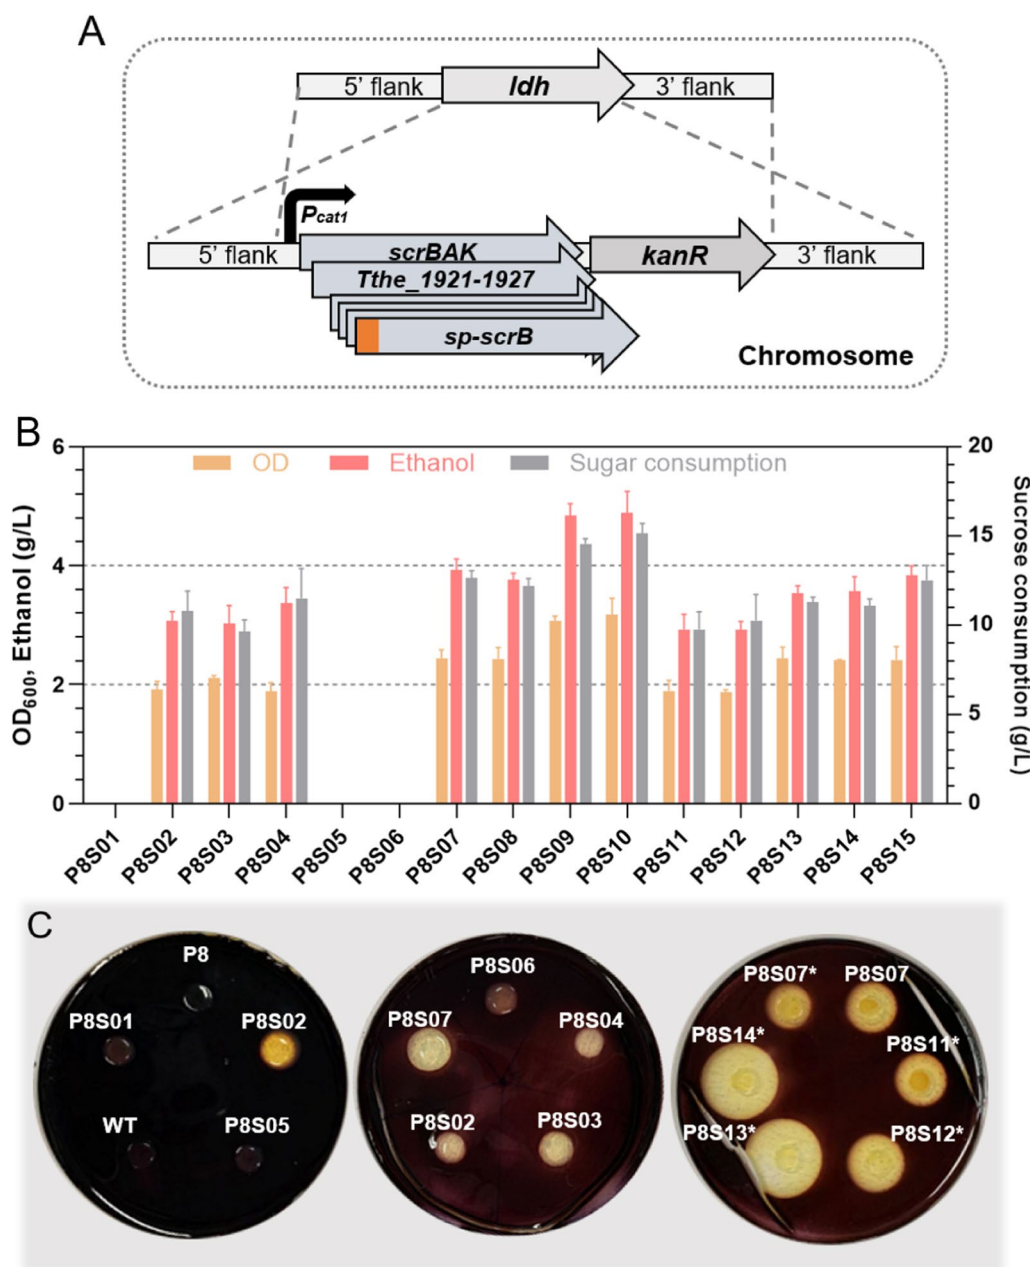 A
5' flank ldh 3' flank
Pcat1
5' flank scrBAK kanR 3' flank
Tthe_1921-1927
sp-scrB
Chromosome
B
OD Ethanol Sugar consumption
OD600, Ethanol (g/L)
6
4
2
0
20
15
10
5
0
Sucrose consumption (g/L)
P8S01 P8S02 P8S03 P8S04 P8S05 P8S06 P8S07 P8S08 P8S09 P8S10 P8S11 P8S12 P8S13 P8S14 P8S15
C
P8
P8S01 P8S02
WT P8S05
P8S06
P8S07 P8S04
P8S02 P8S03
P8S07* P8S07
P8S14* P8S11*
P8S13* P8S12*